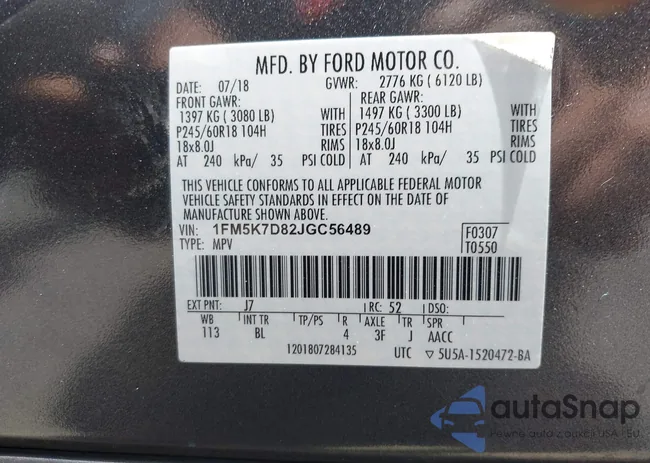 MFD. BY FORD MOTOR CO.
DATE: 07/18 GVWR: 2776 KG ( 6120 LB)
FRONT GAWR: REAR GAWR:
1397 KG ( 3080 LB) WITH 1497 KG ( 3300 LB) WITH
P245/60R18 104H TIRES P245/60R18 104H TIRES
18x8.0J RIMS 18x8.0J RIMS
AT 240 kPa/ 35 PSI COLD AT 240 kPa/ 35 PSI COLD
THIS VEHICLE CONFORMS TO ALL APPLICABLE FEDERAL MOTOR
VEHICLE SAFETY STANDARDS IN EFFECT ON THE DATE OF
MANUFACTURE SHOWN ABOVE.
VIN: 1FM5K7D82JGC56489 F0307
TYPE: MPV T0550
EXT PNT: J7 RC: 52 DSO:
WB INT TR TP/PS R AXLE TR SPR
113 BL 4 3F J AACC
1201807284135 UTC ▽ 5U5A-1520472-BA
autoSnap
Pewne auto z aukcji USA i EU